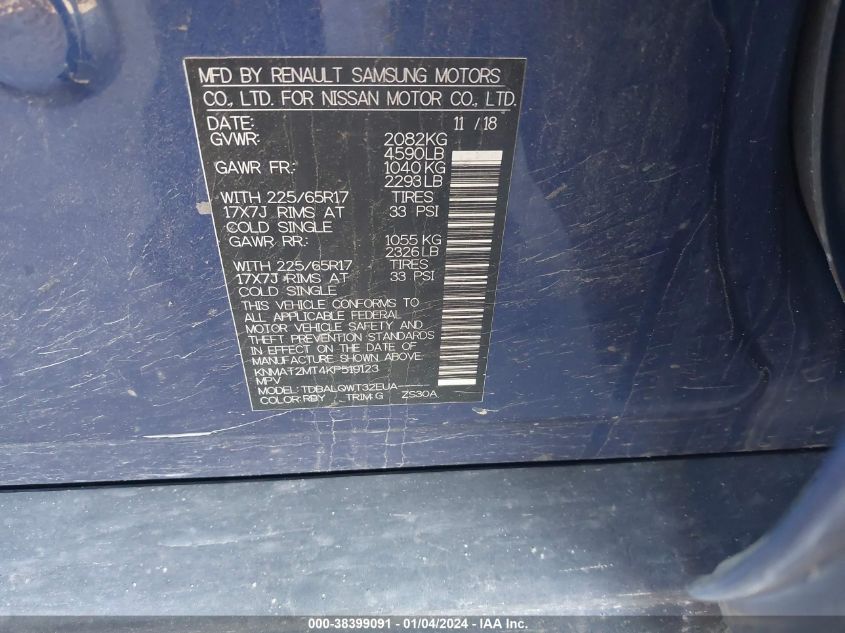 MFD BY RENAULT SAMSUNG MOTORS
CO., LTD. FOR NISSAN MOTOR CO., LTD.
DATE: 11 / 18
GVWR: 2082KG
4590LB
GAWR FR: 1040 KG
2293LB
WITH 225/65R17 TIRES
17X7J RIMS AT 33 PSI
COLD SINGLE
GAWR RR: 1055 KG
2326LB
WITH 225/65R17 TIRES
17X7J RIMS AT 33 PSI
COLD SINGLE
THIS VEHICLE CONFORMS TO
ALL APPLICABLE FEDERAL
MOTOR VEHICLE SAFETY AND
THEFT PREVENTION STANDARDS
IN EFFECT ON THE DATE OF
MANUFACTURE SHOWN ABOVE.
KNMAT2MT4KP519123
MPV
MODEL: TDBALQWT32EUA-----
COLOR:RBY TRIM:G ZS30A
000-38399091 - 01/04/2024 - IAA Inc.